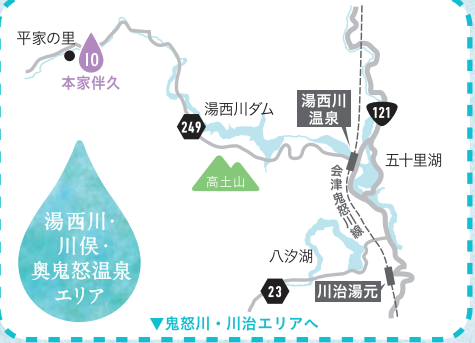 平家の里
10
本家伴久
湯西川ダム
249
湯西川
温泉
121
五十里湖
高土山
会津鬼怒川線
湯西川・
川俣・
奥鬼怒温泉
エリア
八汐湖
23
川治湯元
▼鬼怒川・川治エリアへ